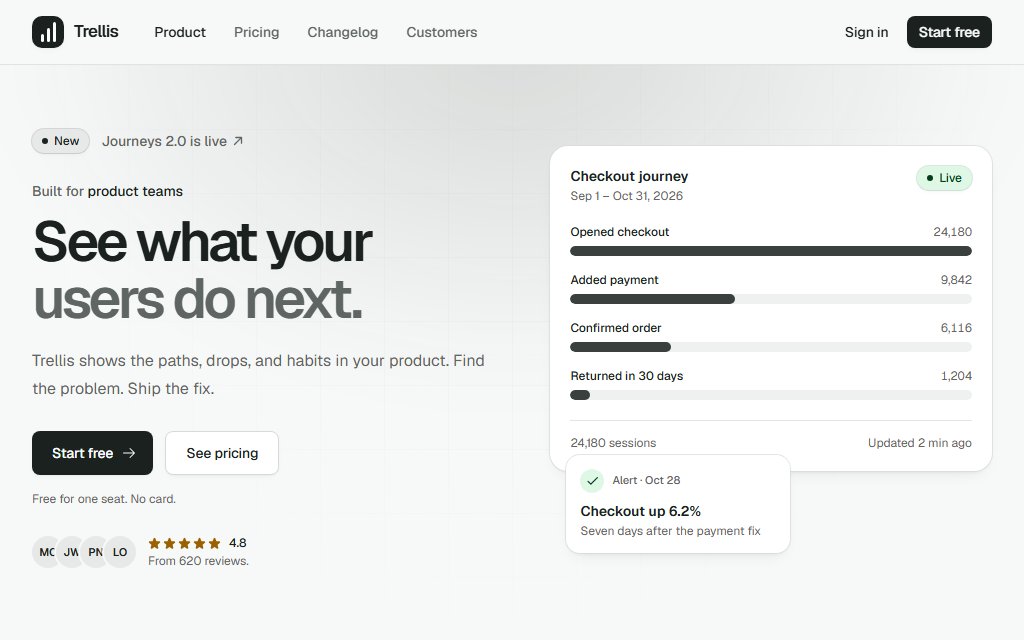 Trellis
Product
Pricing
Changelog
Customers
Sign in
Start free
New
Journeys 2.0 is live ↗
Built for product teams
See what your
users do next.
Trellis shows the paths, drops, and habits in your product. Find
the problem. Ship the fix.
Start free →
See pricing
Free for one seat. No card.
JW
PN
LO
4.8
From 620 reviews.
Checkout journey
Live
Sep 1 – Oct 31, 2026
Opened checkout 24,180
Added payment 9,842
Confirmed order 6,116
Returned in 30 days 1,204
24,180 sessions
Updated 2 min ago
Alert · Oct 28
Checkout up 6.2%
Seven days after the payment fix